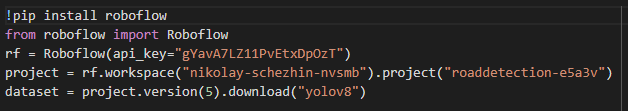 !pip install roboflow
from roboflow import Roboflow
rf = Roboflow(api_key="gYavA7LZ11PvEtxDpOzT")
project = rf.workspace("nikolay-schezhin-nvsmb").project("roaddetection-e5a3v")
dataset = project.version(5).download("yolov8")